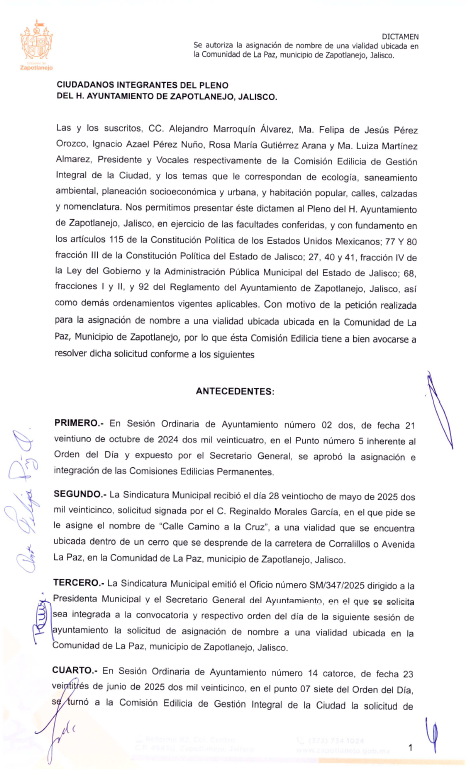 DICTAMEN
Se autoriza la asignación de nombre de una vialidad ubicada en
la Comunidad de La Paz, municipio de Zapotlanejo, Jalisco.
Zapotlanejo
CIUDADANOS INTEGRANTES DEL PLENO
DEL H. AYUNTAMIENTO DE ZAPOTLANEJO, JALISCO.
Las y los suscritos, CC. Alejandro Marroquín Álvarez, Ma. Felipa de Jesús Pérez
Orozco, Ignacio Azael Pérez Nuño, Rosa María Gutiérrez Arana y Ma. Luiza Martínez
Almarez, Presidente y Vocales respectivamente de la Comisión Edilicia de Gestión
Integral de la Ciudad, y los temas que le correspondan de ecología, saneamiento
ambiental, planeación socioeconómica y urbana, y habitación popular, calles, calzadas
y nomenclatura. Nos permitimos presentar éste dictamen al Pleno del H. Ayuntamiento
de Zapotlanejo, Jalisco, en ejercicio de las facultades conferidas, y con fundamento en
los artículos 115 de la Constitución Política de los Estados Unidos Mexicanos; 77 Y 80
fracción III de la Constitución Política del Estado de Jalisco; 27, 40 y 41, fracción IV de
la Ley del Gobierno y la Administración Pública Municipal del Estado de Jalisco; 68,
fracciones I y II, y 92 del Reglamento del Ayuntamiento de Zapotlanejo, Jalisco, así
como demás ordenamientos vigentes aplicables. Con motivo de la petición realizada
para la asignación de nombre a una vialidad ubicada ubicada en la Comunidad de La
Paz, Municipio de Zapotlanejo, por lo que ésta Comisión Edilicia tiene a bien avocarse a
resolver dicha solicitud conforme a los siguientes
ANTECEDENTES:
PRIMERO.- En Sesión Ordinaria de Ayuntamiento número 02 dos, de fecha 21
veintiuno de octubre de 2024 dos mil veinticuatro, en el Punto número 5 inherente al
Orden del Día y expuesto por el Secretario General, se aprobó la asignación e
integración de las Comisiones Edilicias Permanentes.
SEGUNDO.- La Sindicatura Municipal recibió el día 28 veintiocho de mayo de 2025 dos
mil veinticinco, solicitud signada por el C. Reginaldo Morales García, en el que pide se
le asigne el nombre de “Calle Camino a la Cruz”, a una vialidad que se encuentra
ubicada dentro de un cerro que se desprende de la carretera de Corralillos o Avenida
La Paz, en la Comunidad de La Paz, municipio de Zapotlanejo, Jalisco.
TERCERO.- La Sindicatura Municipal emitió el Oficio número SM/347/2025 dirigido a la
Presidenta Municipal y el Secretario General del Ayuntamiento, en el que se solicita
sea integrada a la convocatoria y respectivo orden del día de la siguiente sesión de
ayuntamiento la solicitud de asignación de nombre a una vialidad ubicada en la
Comunidad de La Paz, municipio de Zapotlanejo, Jalisco.
CUARTO.- En Sesión Ordinaria de Ayuntamiento número 14 catorce, de fecha 23
veintitrés de junio de 2025 dos mil veinticinco, en el punto 07 siete del Orden del Día,
se turnó a la Comisión Edilicia de Gestión Integral de la Ciudad la solicitud de
1